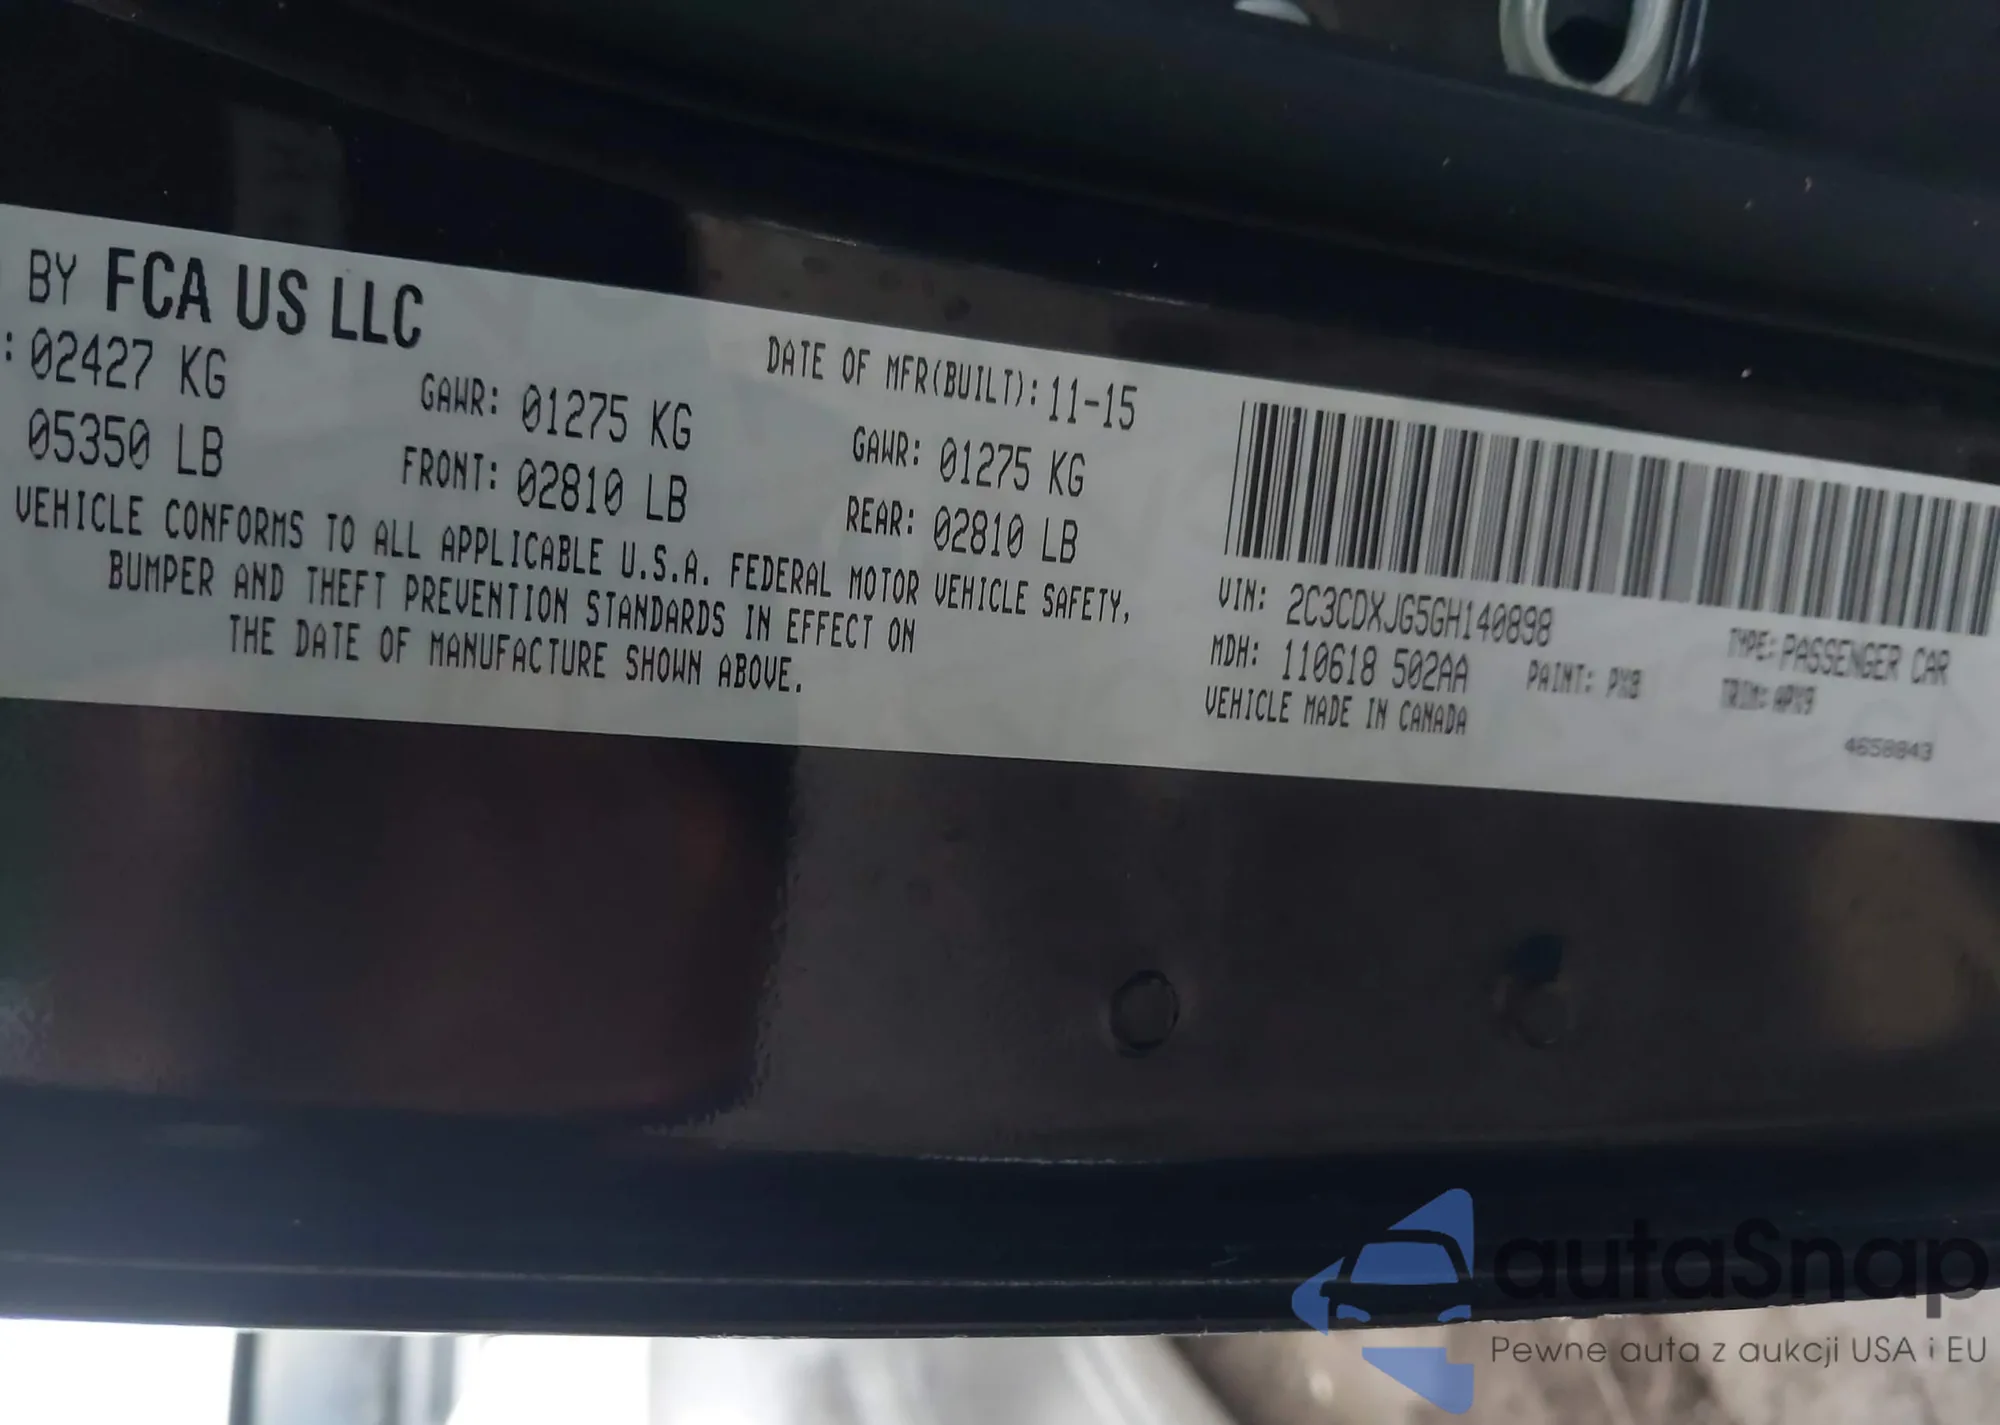 BY FCA US LLC
: 02427 KG
05350 LB
GAWR: 01275 KG
FRONT: 02810 LB
DATE OF MFR(BUILT): 11-15
GAWR: 01275 KG
REAR: 02810 LB
VEHICLE CONFORMS TO ALL APPLICABLE U.S.A. FEDERAL MOTOR VEHICLE SAFETY,
BUMPER AND THEFT PREVENTION STANDARDS IN EFFECT ON
THE DATE OF MANUFACTURE SHOWN ABOVE.
VIN: 2C3CDXJG5GH140898
TYPE: PASSENGER CAR
MDH: 110618 502AA
PAINT: PX8
TRIM: APX9
VEHICLE MADE IN CANADA
4658843
autaSnap
Pewne auta z aukcji USA i EU